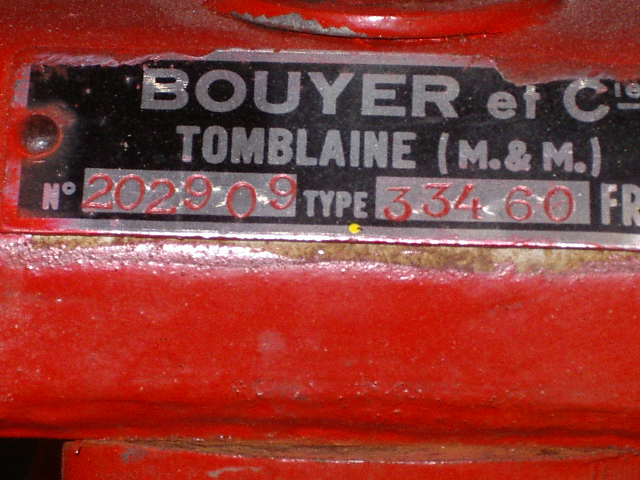 BOUYER et Cie
TOMBLAINE (M.&M.)
N° 202909 TYPE 33460 FR